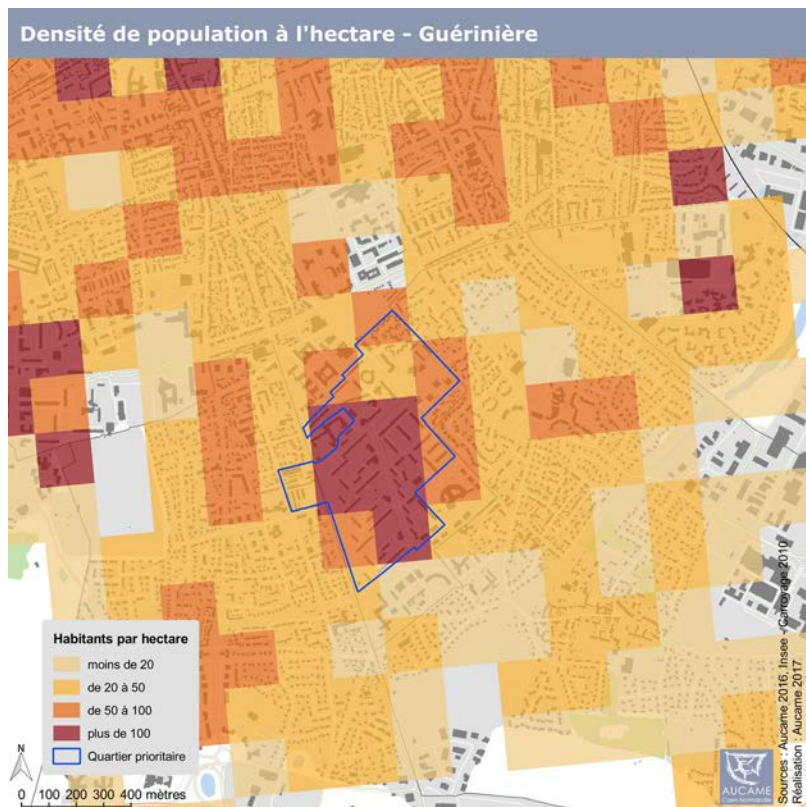 Densité de population à l'hectare - Guérinière
Habitants par hectare
moins de 20
de 20 à 50
de 50 à 100
plus de 100
Quartier prioritaire
N
0 100 200 300 400 mètres
Sources : Aucame 2016, Insee - Carroyage 2010
Réalisation : Aucame 2017.
AUCAME
Caen Normandie